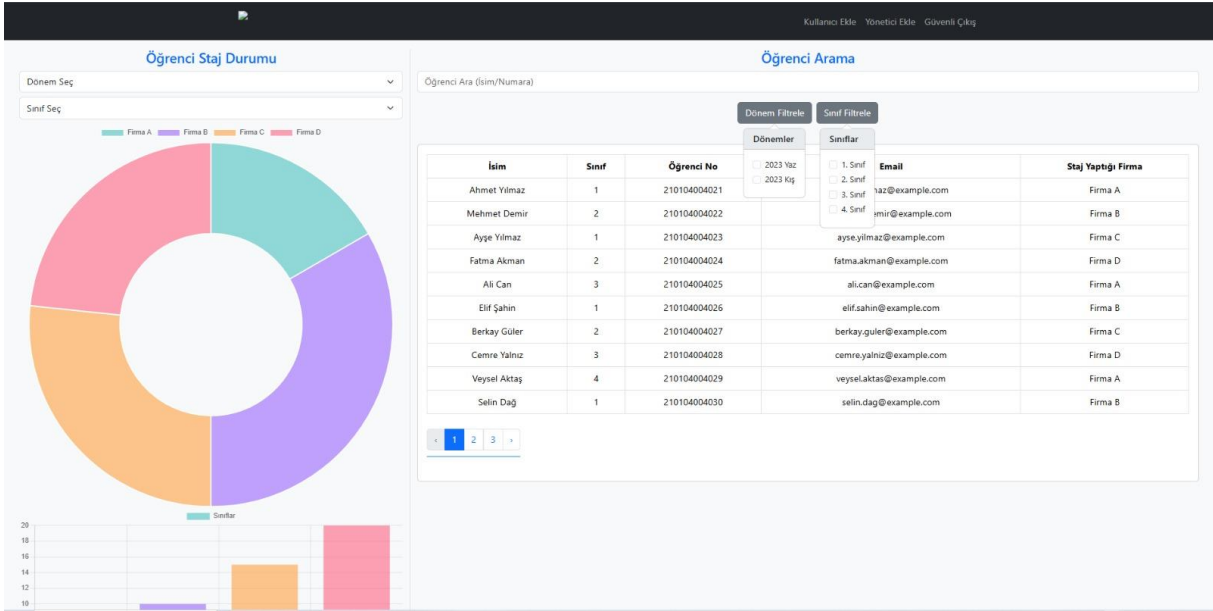 Kullanıcı Ekle Yönetici Ekle Güvenli Çıkış
Öğrenci Staj Durumu
Dönem Seç
Sınıf Seç
Firma A Firma B Firma C Firma D
Sınıflar
20
18
16
14
12
10
Öğrenci Arama
Öğrenci Ara (İsim/Numara)
Dönem Filtrele Sınıf Filtrele
Dönemler
2023 Yaz
2023 Kış
Sınıflar
1. Sınıf
2. Sınıf
3. Sınıf
4. Sınıf
İsim Sınıf Öğrenci No Email Staj Yaptığı Firma
Ahmet Yılmaz 1 210104004021 maz@example.com Firma A
Mehmet Demir 2 210104004022 emir@example.com Firma B
Ayşe Yılmaz 1 210104004023 ayse.yilmaz@example.com Firma C
Fatma Akman 2 210104004024 fatma.akman@example.com Firma D
Ali Can 3 210104004025 ali.can@example.com Firma A
Elif Şahin 1 210104004026 elif.sahin@example.com Firma B
Berkay Güler 2 210104004027 berkay.guler@example.com Firma C
Cemre Yalnız 3 210104004028 cemre.yalniz@example.com Firma D
Veysel Aktaş 4 210104004029 veysel.aktas@example.com Firma A
Selin Dağ 1 210104004030 selin.dag@example.com Firma B
‹ 1 2 3 ›